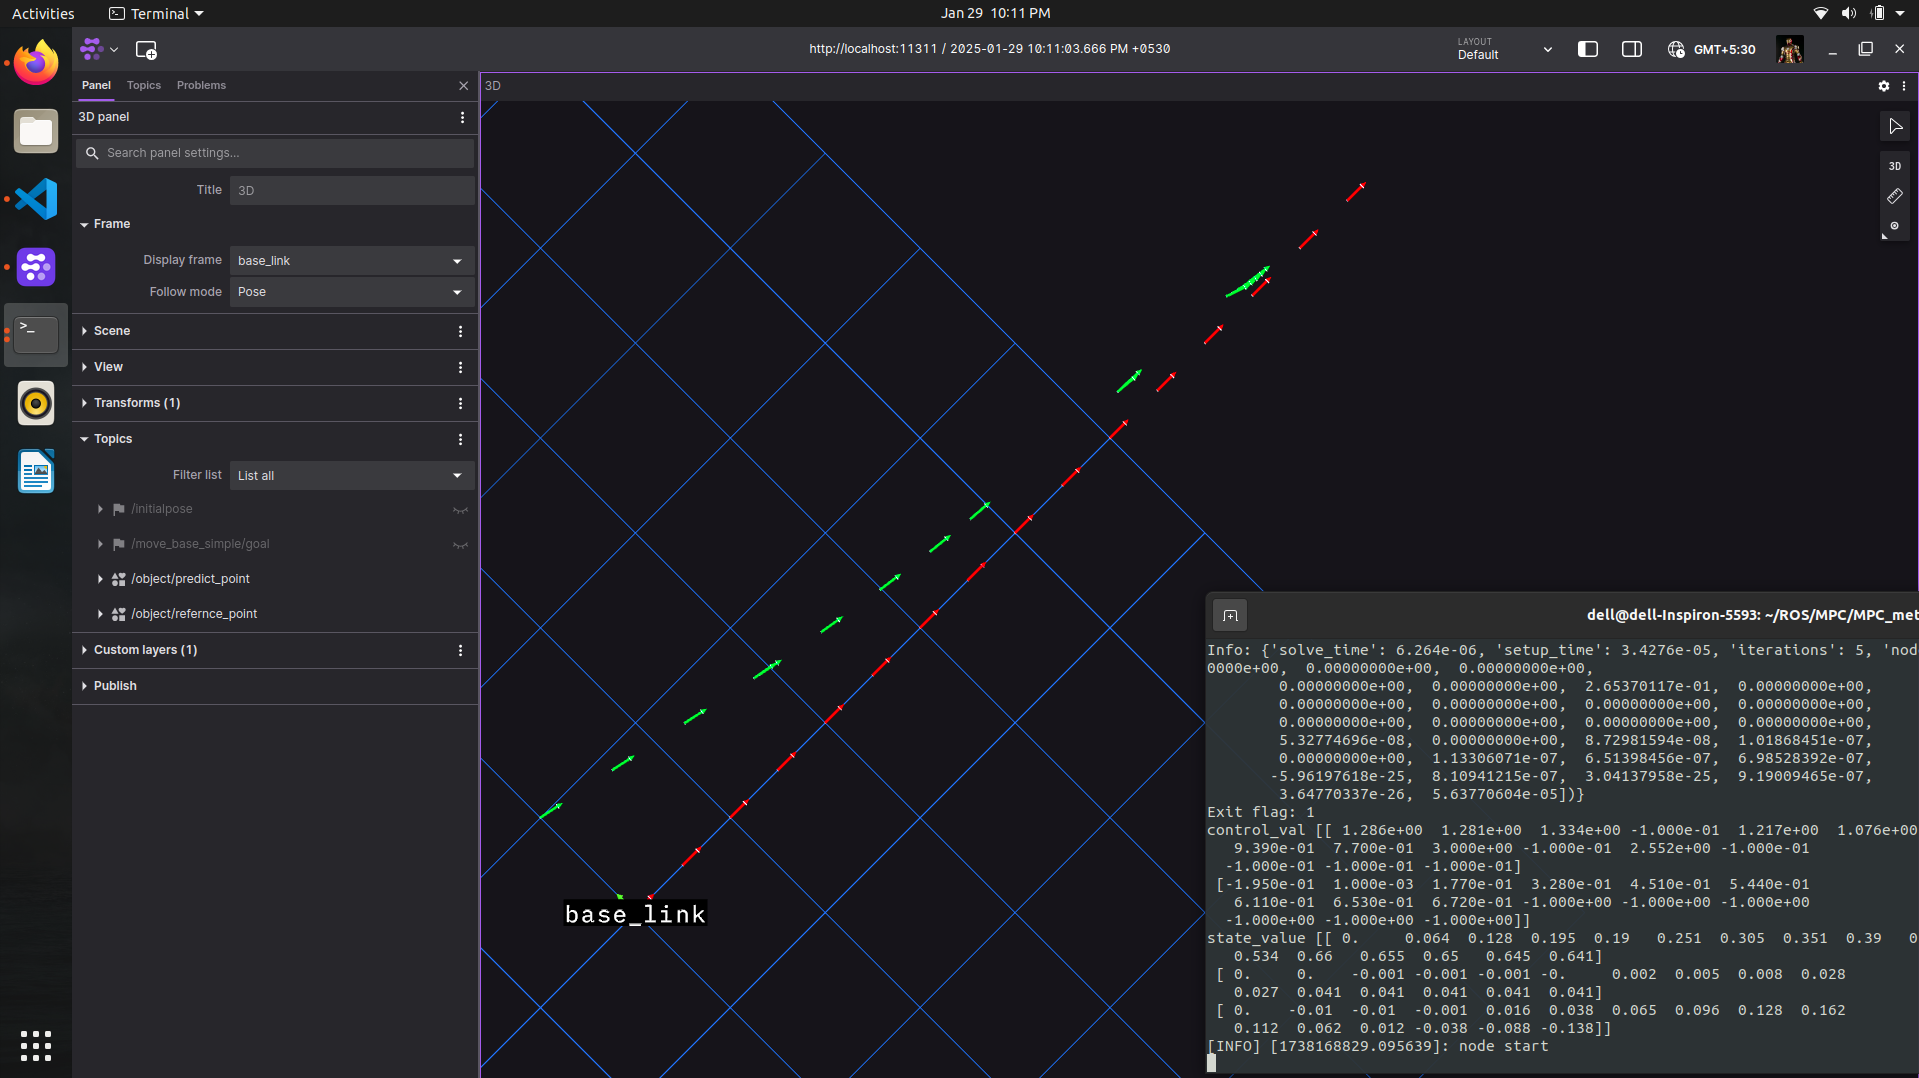 Activities
Terminal
Jan 29 10:11 PM
http://localhost:11311 / 2025-01-29 10:11:03.666 PM +0530
LAYOUT
Default
GMT+5:30
Panel
Topics
Problems
3D panel
Search panel settings...
Title
3D
Frame
Display frame
base_link
Follow mode
Pose
Scene
View
Transforms (1)
Topics
Filter list
List all
/initialpose
/move_base_simple/goal
/object/predict_point
/object/refernce_point
Custom layers (1)
Publish
3D
3D
base_link
dell@dell-Inspiron-5593: ~/ROS/MPC/MPC_met
Info: {'solve_time': 6.264e-06, 'setup_time': 3.4276e-05, 'iterations': 5, 'nod
0000e+00, 0.00000000e+00, 0.00000000e+00,
0.00000000e+00, 0.00000000e+00, 2.65370117e-01, 0.00000000e+00,
0.00000000e+00, 0.00000000e+00, 0.00000000e+00, 0.00000000e+00,
0.00000000e+00, 0.00000000e+00, 0.00000000e+00, 0.00000000e+00,
5.32774696e-08, 0.00000000e+00, 8.72981594e-08, 1.01868451e-07,
0.00000000e+00, 1.13306071e-07, 6.51398456e-07, 6.98528392e-07,
-5.96197618e-25, 8.10941215e-07, 3.04137958e-25, 9.19009465e-07,
3.64770337e-26, 5.63770604e-05])}
Exit flag: 1
control_val [[ 1.286e+00 1.281e+00 1.334e+00 -1.000e-01 1.217e+00 1.076e+00
9.390e-01 7.700e-01 3.000e+00 -1.000e-01 2.552e+00 -1.000e-01
-1.000e-01 -1.000e-01 -1.000e-01]
[-1.950e-01 1.000e-03 1.770e-01 3.280e-01 4.510e-01 5.440e-01
6.110e-01 6.530e-01 6.720e-01 -1.000e+00 -1.000e+00 -1.000e+00
-1.000e+00 -1.000e+00 -1.000e+00]]
state_value [[ 0. 0.064 0.128 0.195 0.19 0.251 0.305 0.351 0.39 0
0.534 0.66 0.655 0.65 0.645 0.641]
[ 0. 0. -0.001 -0.001 -0.001 -0. 0.002 0.005 0.008 0.028
0.027 0.041 0.041 0.041 0.041 0.041]
[ 0. -0.01 -0.01 -0.001 0.016 0.038 0.065 0.096 0.128 0.162
0.112 0.062 0.012 -0.038 -0.088 -0.138]]
[INFO] [1738168829.095639]: node start